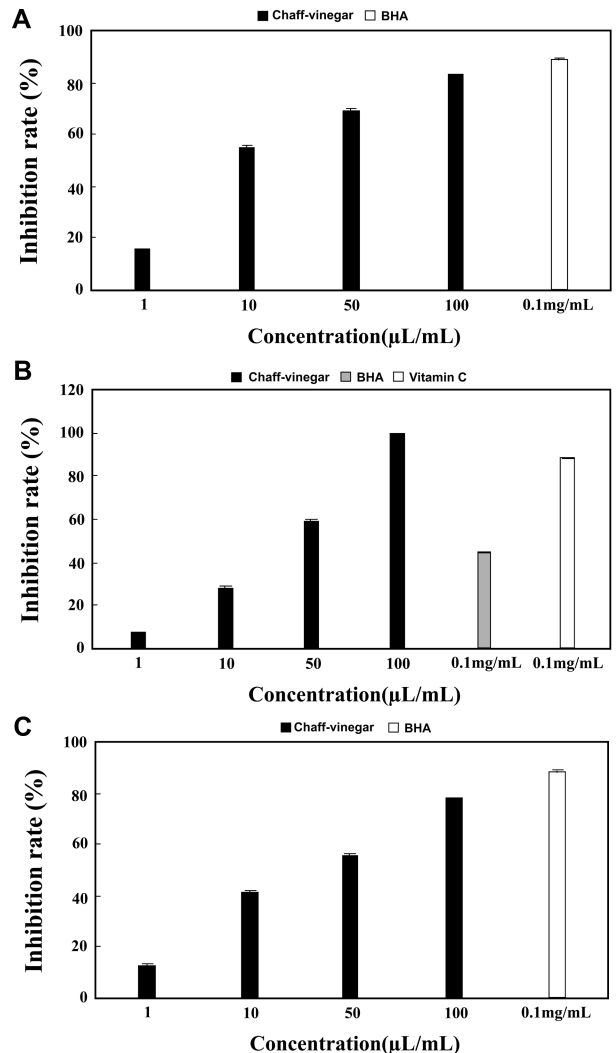 A
Chaff-vinegar BHA
100
80
60
40
20
0
Inhibition rate (%)
1 10 50 100 0.1mg/mL
Concentration(µL/mL)
B
Chaff-vinegar BHA Vitamin C
120
100
80
60
40
20
0
Inhibition rate (%)
1 10 50 100 0.1mg/mL 0.1mg/mL
Concentration(µL/mL)
C
Chaff-vinegar BHA
100
80
60
40
20
0
Inhibition rate (%)
1 10 50 100 0.1mg/mL
Concentration(µL/mL)